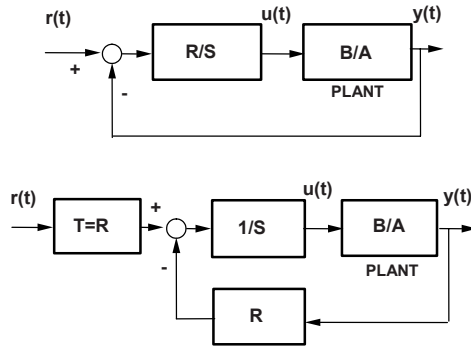 r(t) u(t) y(t)
+ R/S B/A
-
PLANT
r(t) u(t) y(t)
T=R + 1/S B/A
-
PLANT
R